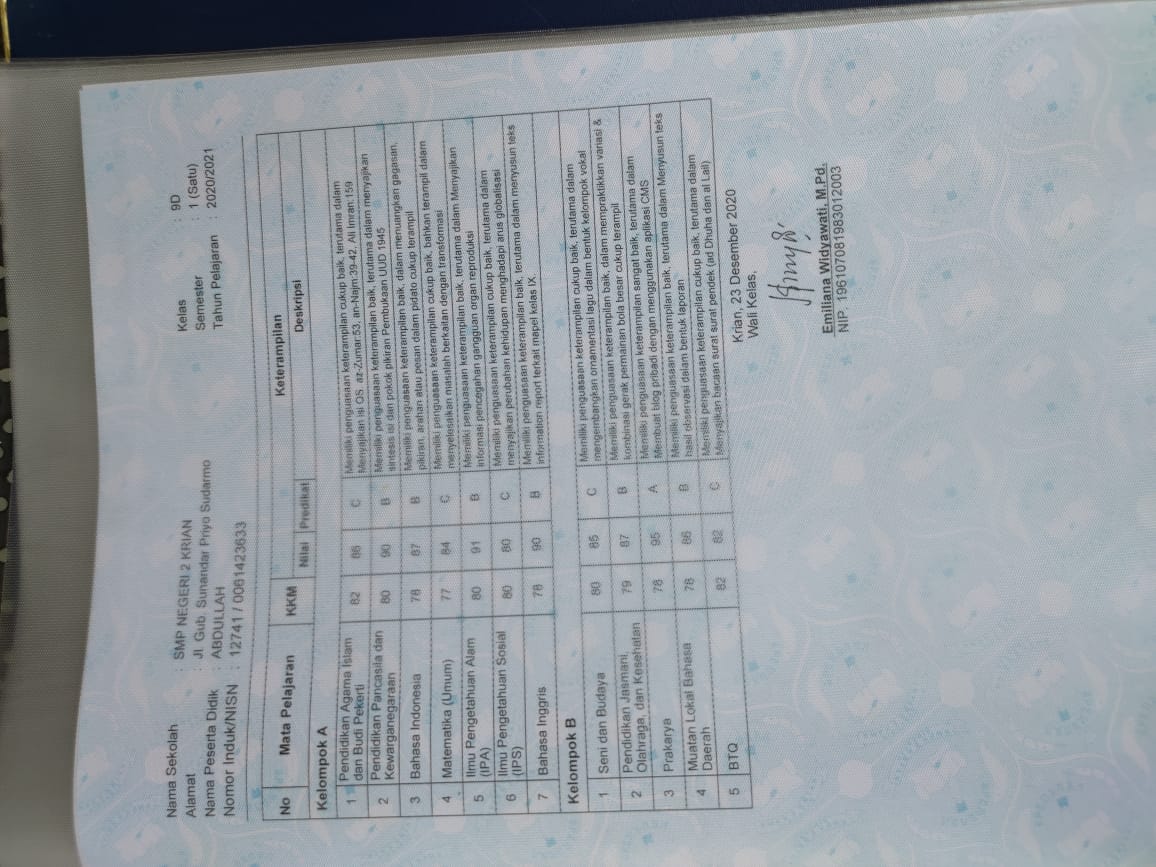 Nama Sekolah : SMP NEGERI 2 KRIAN
Alamat : Jl. Gub. Sunandar Priyo Sudarmo
Nama Peserta Didik : ABDULLAH
Nomor Induk/NISN : 12741 / 0061423633
Kelas : 9D
Semester : 1 (Satu)
Tahun Pelajaran : 2020/2021
No Mata Pelajaran KKM Keterampilan
Nilai Predikat Deskripsi
Kelompok A
1 Pendidikan Agama Islam dan Budi Pekerti 82 86 C Memiliki penguasaan keterampilan cukup baik, terutama dalam
Menyajikan isi QS. az-Zumar:53, an-Najm:39-42, Ali Imran:159
2 Pendidikan Pancasila dan Kewarganegaraan 80 90 B Memiliki penguasaan keterampilan baik, terutama dalam menyajikan
sintesis isi dan pokok pikiran Pembukaan UUD 1945
3 Bahasa Indonesia 78 87 B Memiliki penguasaan keterampilan baik, dalam menuangkan gagasan,
pikiran, arahan atau pesan dalam pidato cukup terampil
4 Matematika (Umum) 77 84 C Memiliki penguasaan keterampilan cukup baik, bahkan terampil dalam
menyelesaikan masalah berkaitan dengan transformasi
5 Ilmu Pengetahuan Alam (IPA) 80 91 B Memiliki penguasaan keterampilan baik, terutama dalam Menyajikan
informasi pencegahan gangguan organ reproduksi
6 Ilmu Pengetahuan Sosial (IPS) 80 80 C Memiliki penguasaan keterampilan cukup baik, terutama dalam
menyajikan perubahan kehidupan menghadapi arus globalisasi
7 Bahasa Inggris 78 90 B Memiliki penguasaan keterampilan baik, terutama dalam menyusun teks
information report terkait mapel kelas IX.
Kelompok B
1 Seni dan Budaya 80 85 C Memiliki penguasaan keterampilan cukup baik, terutama dalam
mengembangkan ornamentasi lagu dalam bentuk kelompok vokal
2 Pendidikan Jasmani, Olahraga, dan Kesehatan 79 87 B Memiliki penguasaan keterampilan baik, dalam mempraktikkan variasi &
kombinasi gerak permainan bola besar cukup terampil
3 Prakarya 78 95 A Memiliki penguasaan keterampilan sangat baik, terutama dalam
Membuat blog pribadi dengan menggunakan aplikasi CMS
4 Muatan Lokal Bahasa Daerah 78 86 B Memiliki penguasaan keterampilan baik, terutama dalam Menyusun teks
hasil observasi dalam bentuk laporan
5 BTQ 82 82 C Memiliki penguasaan keterampilan cukup baik, terutama dalam
Menyajikan bacaan surat surat pendek (ad Dhuha dan al Lail)
Krian, 23 Desember 2020
Wali Kelas,
Emiliana Widyawati, M.Pd.
NIP. 196107081983012003